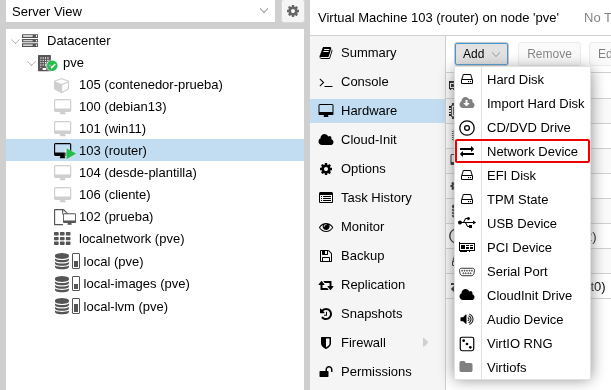 Server View
Datacenter
pve
105 (contenedor-prueba)
100 (debian13)
101 (win11)
103 (router)
104 (desde-plantilla)
106 (cliente)
102 (prueba)
localnetwork (pve)
local (pve)
local-images (pve)
local-lvm (pve)
Virtual Machine 103 (router) on node 'pve'
No T
Summary
Console
Hardware
Cloud-Init
Options
Task History
Monitor
Backup
Replication
Snapshots
Firewall
Permissions
Add
Remove
Ed
Hard Disk
Import Hard Disk
CD/DVD Drive
Network Device
EFI Disk
TPM State
USB Device
PCI Device
Serial Port
CloudInit Drive
Audio Device
VirtIO RNG
Virtiofs
t0)